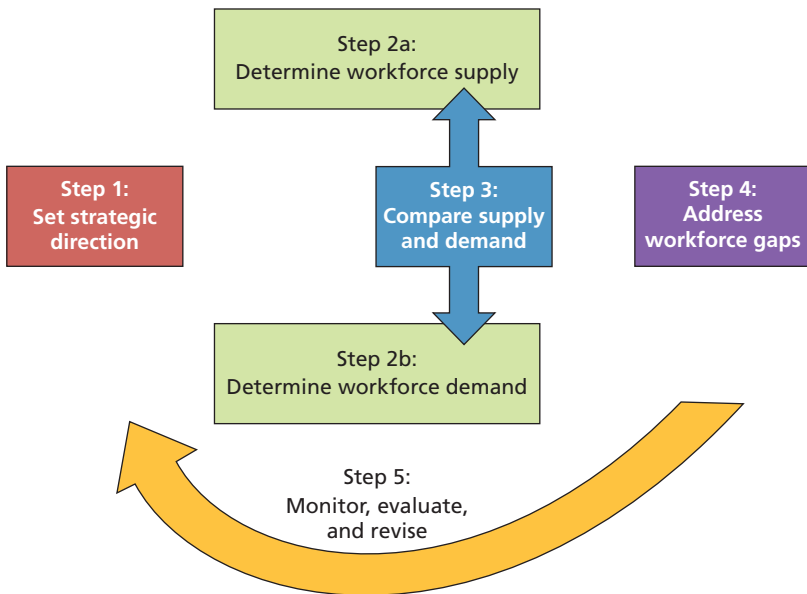 Step 2a:
Determine workforce supply
Step 1:
Set strategic
direction
Step 3:
Compare supply
and demand
Step 4:
Address
workforce gaps
Step 2b:
Determine workforce demand
Step 5:
Monitor, evaluate,
and revise